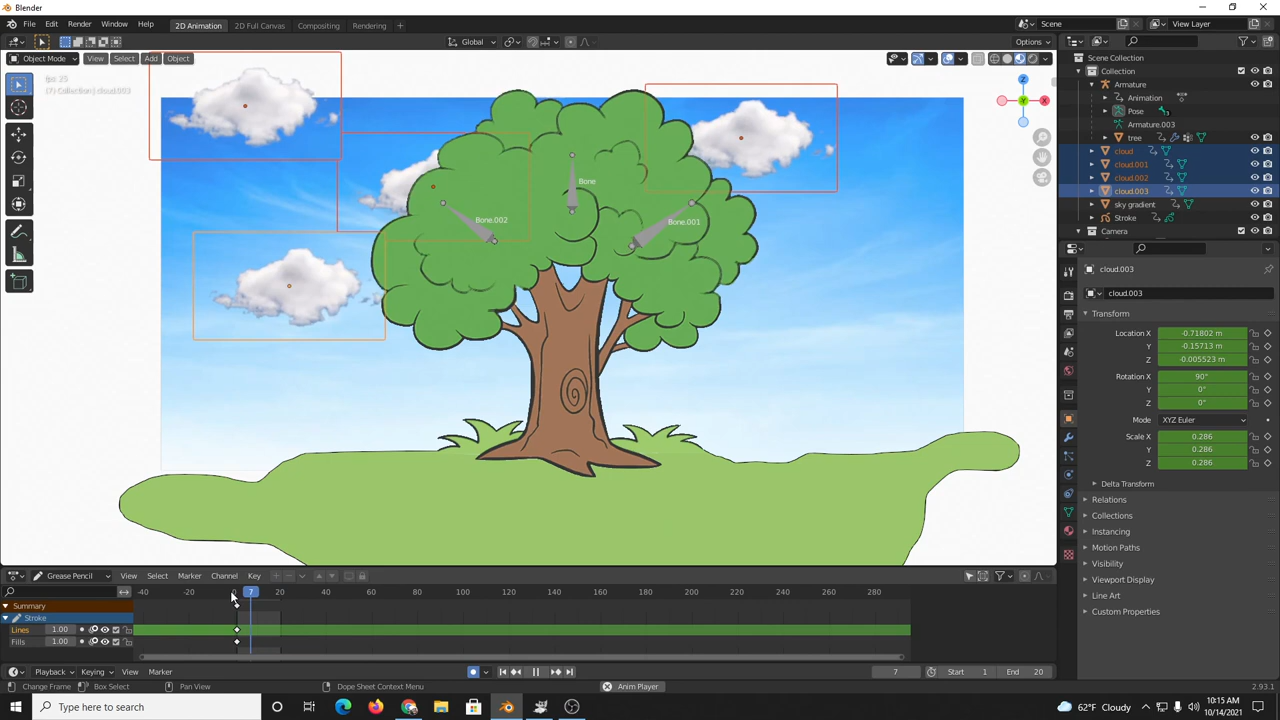 Blender
File Edit Render Window Help 2D Animation 2D Full Canvas Compositing Rendering + Scene View Layer
Global Options
Object Mode View Select Add Object
fps: 25
(7) Collection | cloud.003
Z
X
Y
Bone
Bone.002
Bone.001
Scene Collection
Collection
Armature
Animation
Pose
Armature.003
tree
cloud
cloud.001
cloud.002
cloud.003
sky gradient
Stroke
Camera
cloud.003
cloud.003
Transform
Location X -0.71802 m
Y -0.15713 m
Z -0.005523 m
Rotation X 90°
Y 0°
Z 0°
Mode XYZ Euler
Scale X 0.286
Y 0.286
Z 0.286
Delta Transform
Relations
Collections
Instancing
Motion Paths
Visibility
Viewport Display
Line Art
Custom Properties
Grease Pencil View Select Marker Channel Key
-40 -20 0 7 20 40 60 80 100 120 140 160 180 200 220 240 260 280
Summary
Stroke
Lines 1.00
Fills 1.00
Playback Keying View Marker 7 Start 1 End 20
Change Frame Box Select Pan View Dope Sheet Context Menu Anim Player 2.93.1
Type here to search 62°F Cloudy 10:15 AM
10/14/2021